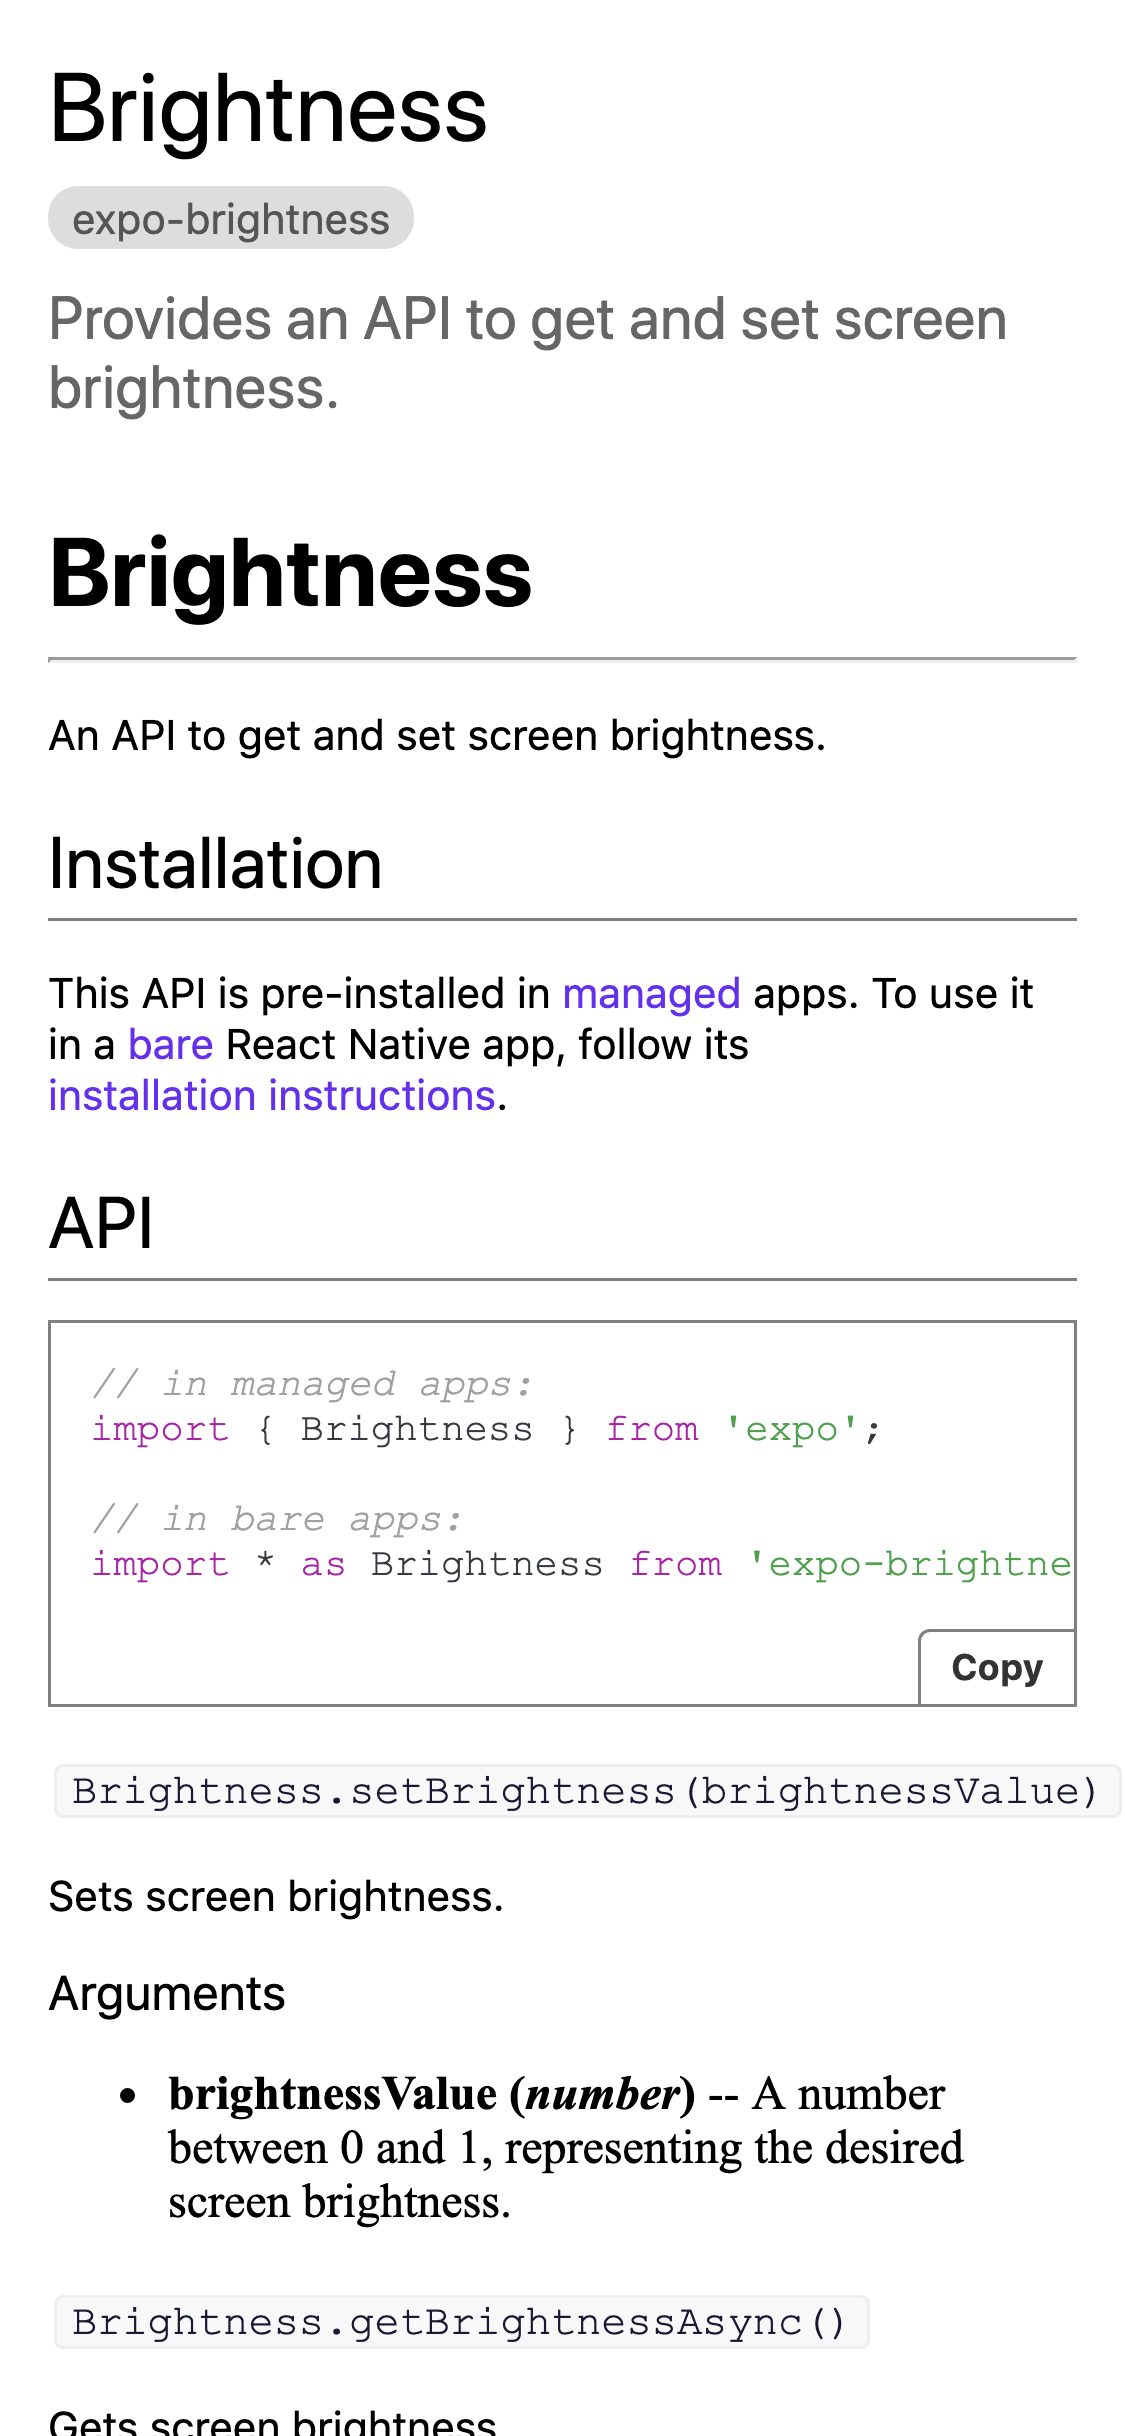 Brightness
expo-brightness
Provides an API to get and set screen
brightness.
Brightness
An API to get and set screen brightness.
Installation
This API is pre-installed in managed apps. To use it
in a bare React Native app, follow its
installation instructions.
API
// in managed apps:
import { Brightness } from 'expo';
// in bare apps:
import * as Brightness from 'expo-brightne
Copy
Brightness.setBrightness(brightnessValue)
Sets screen brightness.
Arguments
• brightnessValue (number) -- A number
between 0 and 1, representing the desired
screen brightness.
Brightness.getBrightnessAsync()
Gets screen brightness